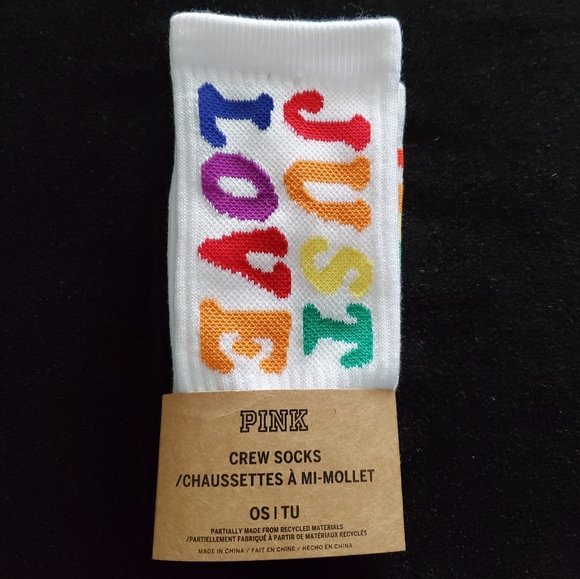 JUST
LOVE
PINK
CREW SOCKS
/CHAUSSETTES À MI-MOLLET
OS | TU
PARTIALLY MADE FROM RECYCLED MATERIALS
/PARTIELLEMENT FABRIQUÉ À PARTIR DE MATÉRIAUX RECYCLÉS
MADE IN CHINA / FAIT EN CHINE / HECHO EN CHINA